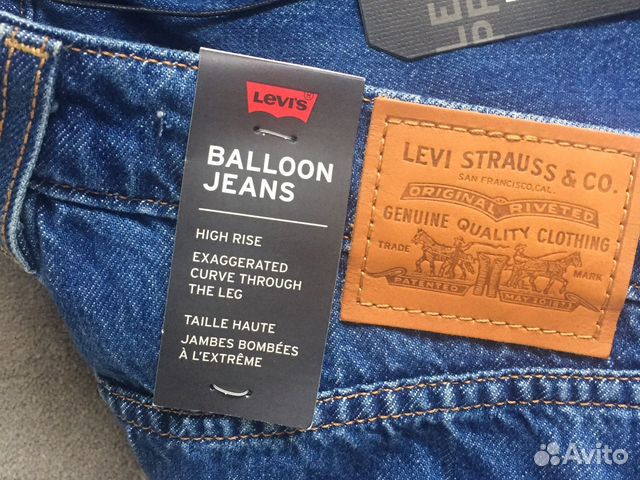 Levi's
BALLOON
JEANS
HIGH RISE
EXAGGERATED
CURVE THROUGH
THE LEG
TAILLE HAUTE
JAMBES BOMBÉES
À L'EXTRÊME
LEVI STRAUSS & CO.
SAN FRANCISCO, CAL.
ORIGINAL RIVETED
GENUINE QUALITY CLOTHING
TRADE MARK
PATENTED MAY 20 1873
Avito